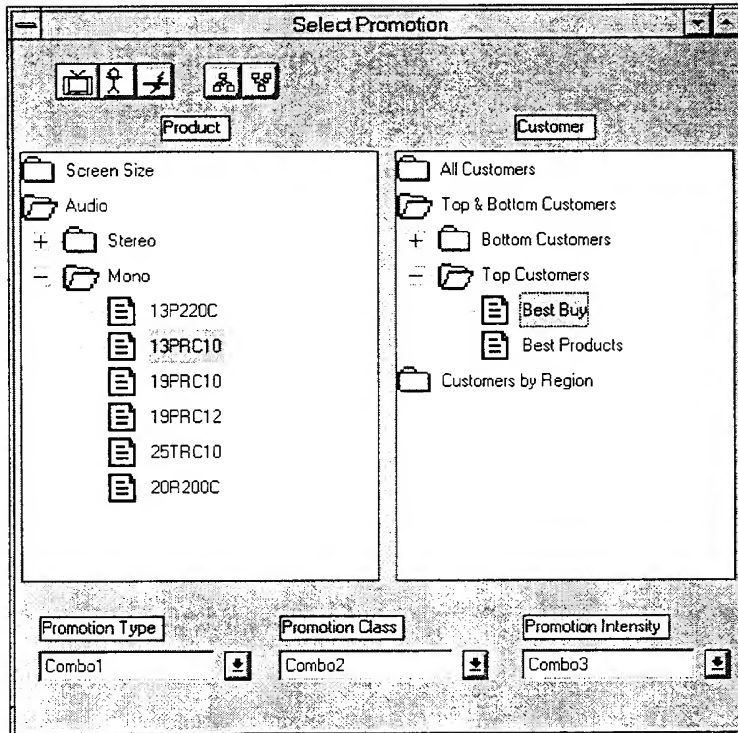 Select Promotion
Product
Customer
Screen Size
Audio
Stereo
Mono
13P220C
13PRC10
19PRC10
19PRC12
25TRC10
20R200C
All Customers
Top & Bottom Customers
Bottom Customers
Top Customers
Best Buy
Best Products
Customers by Region
Promotion Type
Promotion Class
Promotion Intensity
Combo1
Combo2
Combo3